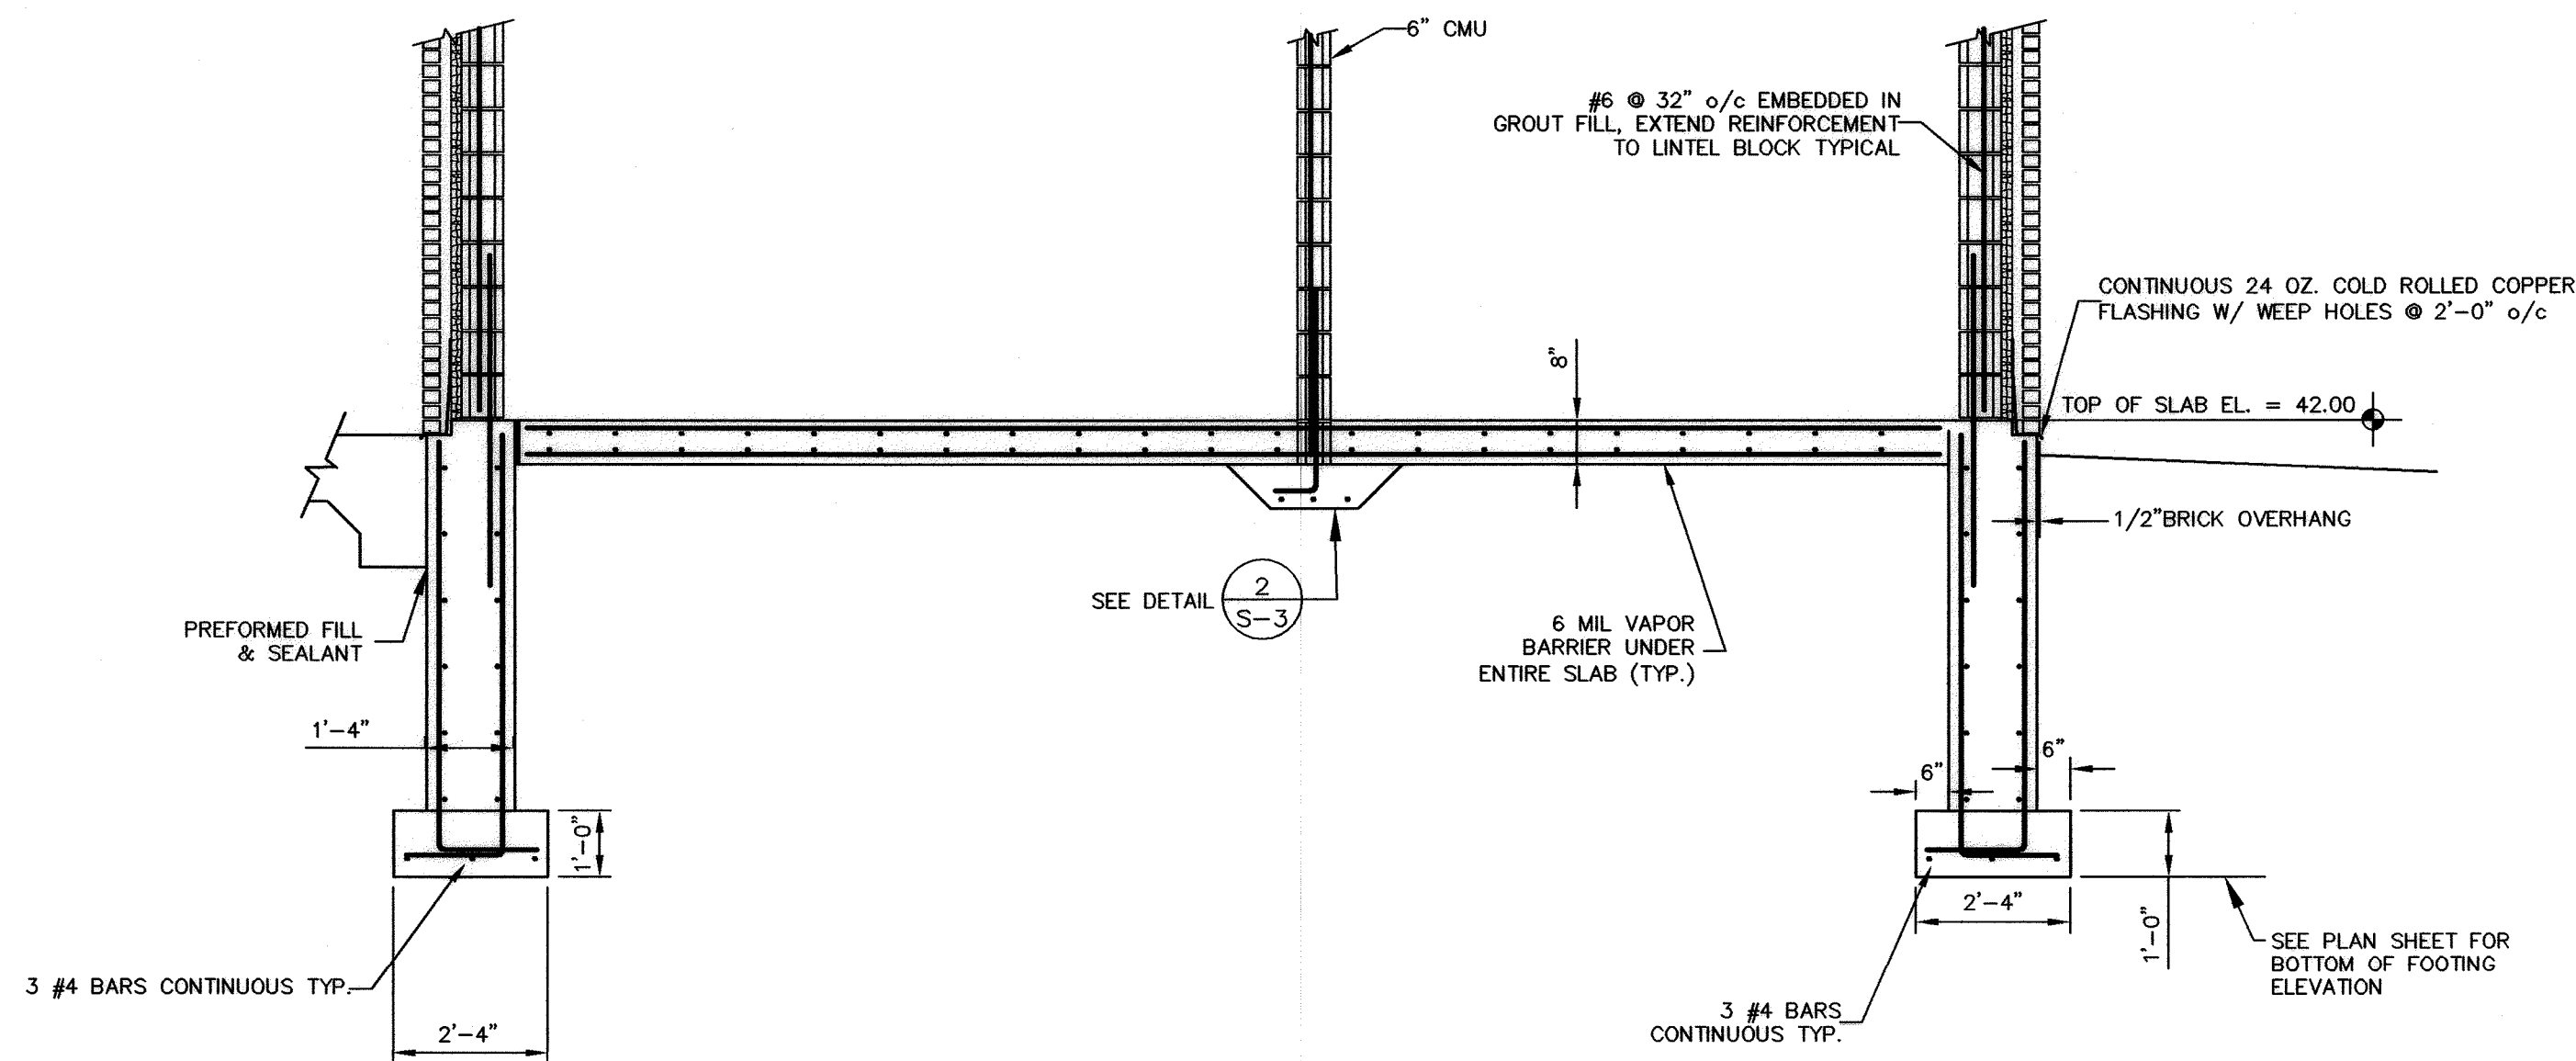 6" CMU
#6 @ 32" o/c EMBEDDED IN
GROUT FILL, EXTEND REINFORCEMENT
TO LINTEL BLOCK TYPICAL
CONTINUOUS 24 OZ. COLD ROLLED COPPER
FLASHING W/ WEEP HOLES @ 2'-0" o/c
8"
TOP OF SLAB EL. = 42.00
1/2"BRICK OVERHANG
SEE DETAIL
2
S-3
PREFORMED FILL
& SEALANT
6 MIL VAPOR
BARRIER UNDER
ENTIRE SLAB (TYP.)
1'-4"
6"
6"
1'-0"
2'-4"
1'-0"
SEE PLAN SHEET FOR
BOTTOM OF FOOTING
ELEVATION
3 #4 BARS CONTINUOUS TYP.
3 #4 BARS
CONTINUOUS TYP.
2'-4"